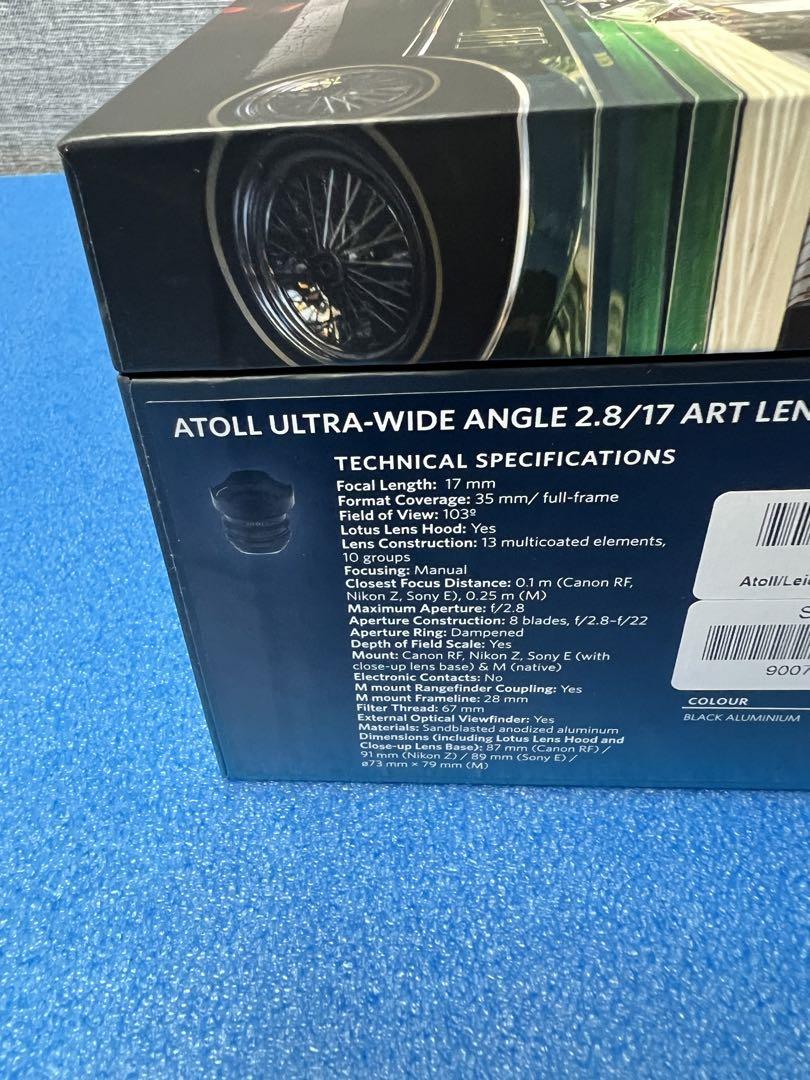 ATOLL ULTRA-WIDE ANGLE 2.8/17 ART LEN
TECHNICAL SPECIFICATIONS
Focal Length: 17 mm
Format Coverage: 35 mm/ full-frame
Field of View: 103º
Lotus Lens Hood: Yes
Lens Construction: 13 multicoated elements,
10 groups
Focusing: Manual
Closest Focus Distance: 0.1 m (Canon RF,
Nikon Z, Sony E), 0.25 m (M)
Maximum Aperture: f/2.8
Aperture Construction: 8 blades, f/2.8–f/22
Aperture Ring: Dampened
Depth of Field Scale: Yes
Mount: Canon RF, Nikon Z, Sony E (with
close-up lens base) & M (native)
Electronic Contacts: No
M mount Rangefinder Coupling: Yes
M mount Frameline: 28 mm
Filter Thread: 67 mm
External Optical Viewfinder: Yes
Materials: Sandblasted anodized aluminum
Dimensions (including Lotus Lens Hood and
Close-up Lens Base): 87 mm (Canon RF) /
91 mm (Nikon Z) / 89 mm (Sony E) /
ø73 mm × 79 mm (M)
Atoll/Lei
S
9007
COLOUR
BLACK ALUMINIUM